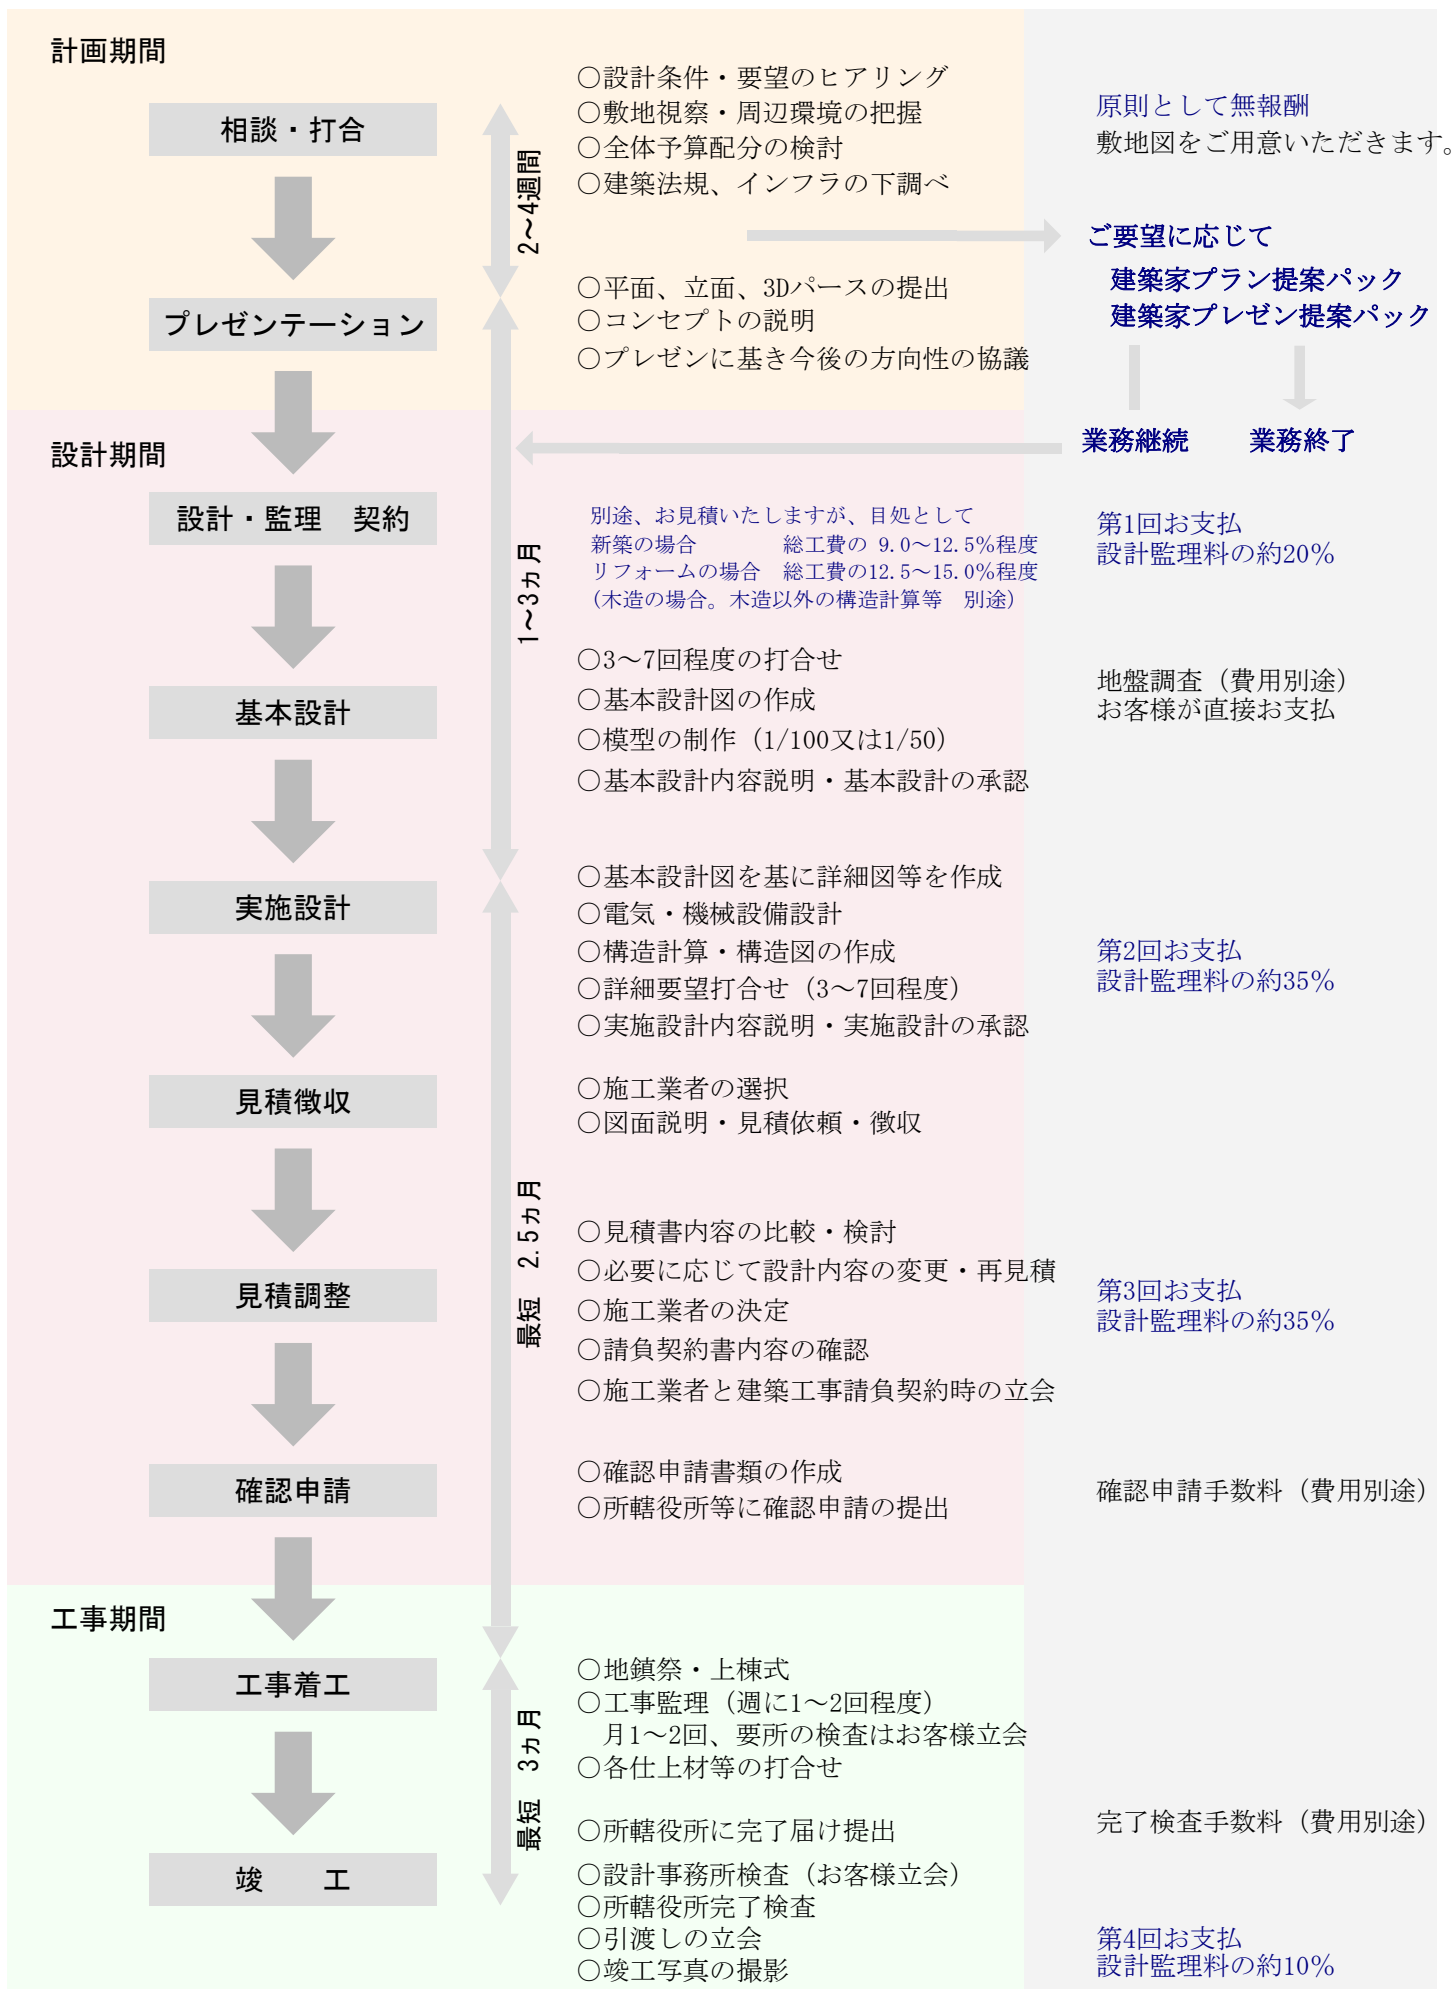 計画期間
相談・打合
2～4週間
○設計条件・要望のヒアリング
○敷地視察・周辺環境の把握
○全体予算配分の検討
○建築法規、インフラの下調べ
原則として無報酬
敷地図をご用意いただきます。
ご要望に応じて
建築家プラン提案パック
建築家プレゼン提案パック
プレゼンテーション
○平面、立面、3Dパースの提出
○コンセプトの説明
○プレゼンに基き今後の方向性の協議
業務継続
業務終了
設計期間
設計・監理　契約
1～3ヵ月
別途、お見積いたしますが、目処として
新築の場合　　　　総工費の 9.0～12.5%程度
リフォームの場合　総工費の12.5～15.0%程度
(木造の場合。木造以外の構造計算等　別途)
第1回お支払
設計監理料の約20%
基本設計
○3～7回程度の打合せ
○基本設計図の作成
○模型の制作（1/100又は1/50）
○基本設計内容説明・基本設計の承認
地盤調査（費用別途）
お客様が直接お支払
実施設計
○基本設計図を基に詳細図等を作成
○電気・機械設備設計
○構造計算・構造図の作成
○詳細要望打合せ（3～7回程度）
○実施設計内容説明・実施設計の承認
第2回お支払
設計監理料の約35%
見積徴収
○施工業者の選択
○図面説明・見積依頼・徴収
最短　2.5ヵ月
見積調整
○見積書内容の比較・検討
○必要に応じて設計内容の変更・再見積
○施工業者の決定
○請負契約書内容の確認
○施工業者と建築工事請負契約時の立会
第3回お支払
設計監理料の約35%
確認申請
○確認申請書類の作成
○所轄役所等に確認申請の提出
確認申請手数料（費用別途）
工事期間
工事着工
最短　3ヵ月
○地鎮祭・上棟式
○工事監理（週に1～2回程度）
月1～2回、要所の検査はお客様立会
○各仕上材等の打合せ
○所轄役所に完了届け提出
完了検査手数料（費用別途）
竣　　工
○設計事務所検査（お客様立会）
○所轄役所完了検査
○引渡しの立会
○竣工写真の撮影
第4回お支払
設計監理料の約10%